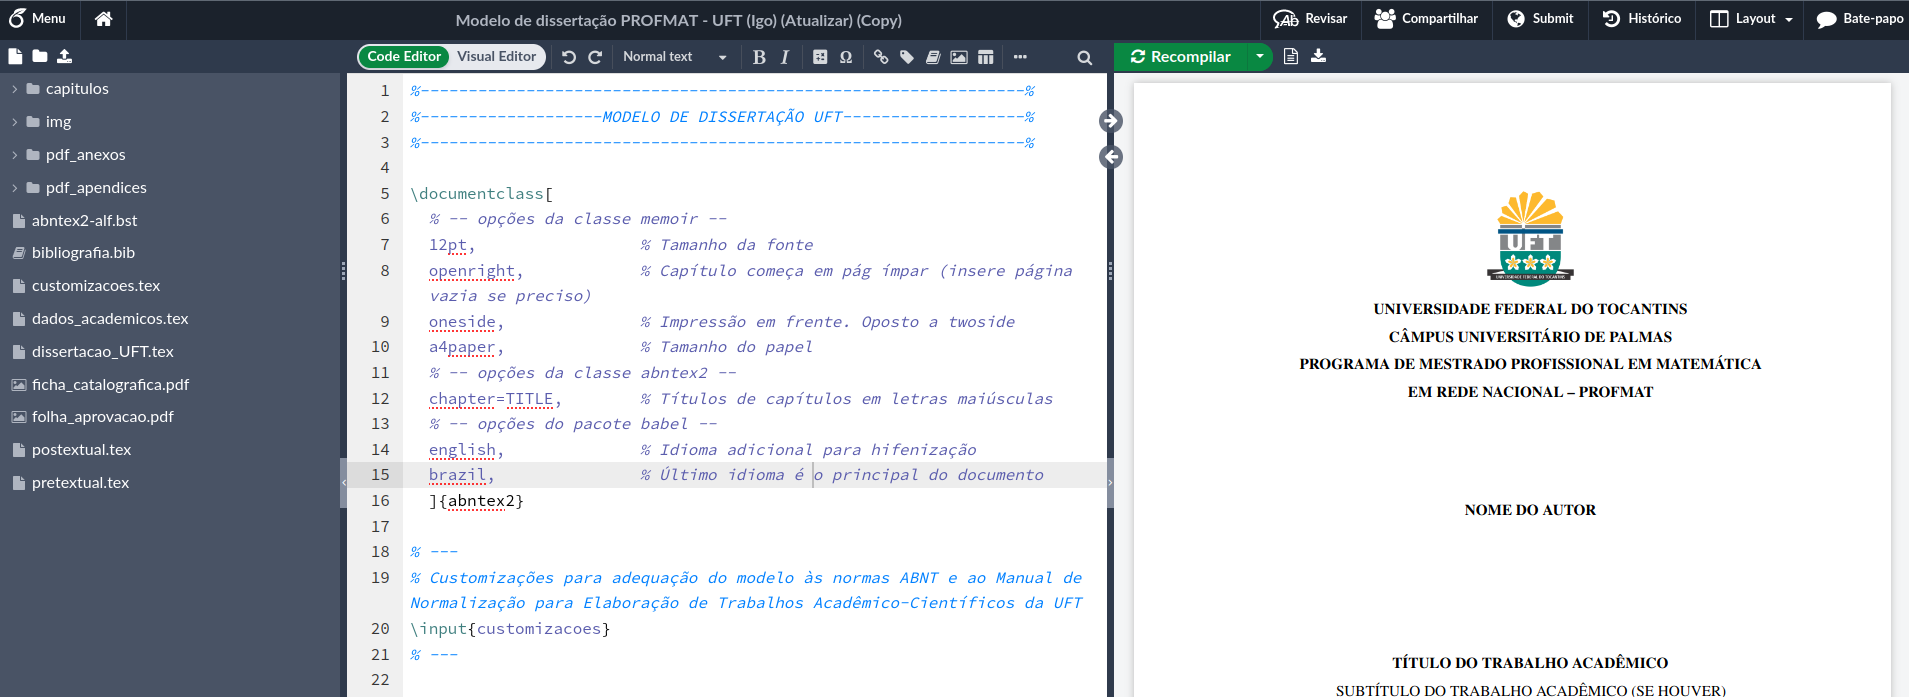 Menu
Modelo de dissertação PROFMAT - UFT (Igo) (Atualizar) (Copy)
Revisar
Compartilhar
Submit
Histórico
Layout
Bate-papo
Code Editor
Visual Editor
Normal text
B
I
Ω
Recompilar
capitulos
img
pdf_anexos
pdf_apendices
abntex2-alf.bst
bibliografia.bib
customizacoes.tex
dados_academicos.tex
dissertacao_UFT.tex
ficha_catalografica.pdf
folha_aprovacao.pdf
postextual.tex
pretextual.tex
1 %---------------------------------------------------------------%
2 %-------------------MODELO DE DISSERTAÇÃO UFT-------------------%
3 %---------------------------------------------------------------%
4
5 \documentclass[
6 % -- opções da classe memoir --
7 12pt, % Tamanho da fonte
8 openright, % Capítulo começa em pág ímpar (insere página
vazia se preciso)
9 oneside, % Impressão em frente. Oposto a twoside
10 a4paper, % Tamanho do papel
11 % -- opções da classe abntex2 --
12 chapter=TITLE, % Títulos de capítulos em letras maiúsculas
13 % -- opções do pacote babel --
14 english, % Idioma adicional para hifenização
15 brazil, % Último idioma é o principal do documento
16 ]{abntex2}
17
18 % ---
19 % Customizações para adequação do modelo às normas ABNT e ao Manual de
Normalização para Elaboração de Trabalhos Acadêmico-Científicos da UFT
20 \input{customizacoes}
21 % ---
22
UFT
UNIVERSIDADE FEDERAL DO TOCANTINS
UNIVERSIDADE FEDERAL DO TOCANTINS
CÂMPUS UNIVERSITÁRIO DE PALMAS
PROGRAMA DE MESTRADO PROFISSIONAL EM MATEMÁTICA
EM REDE NACIONAL – PROFMAT
NOME DO AUTOR
TÍTULO DO TRABALHO ACADÊMICO
SUBTÍTULO DO TRABALHO ACADÊMICO (SE HOUVER)